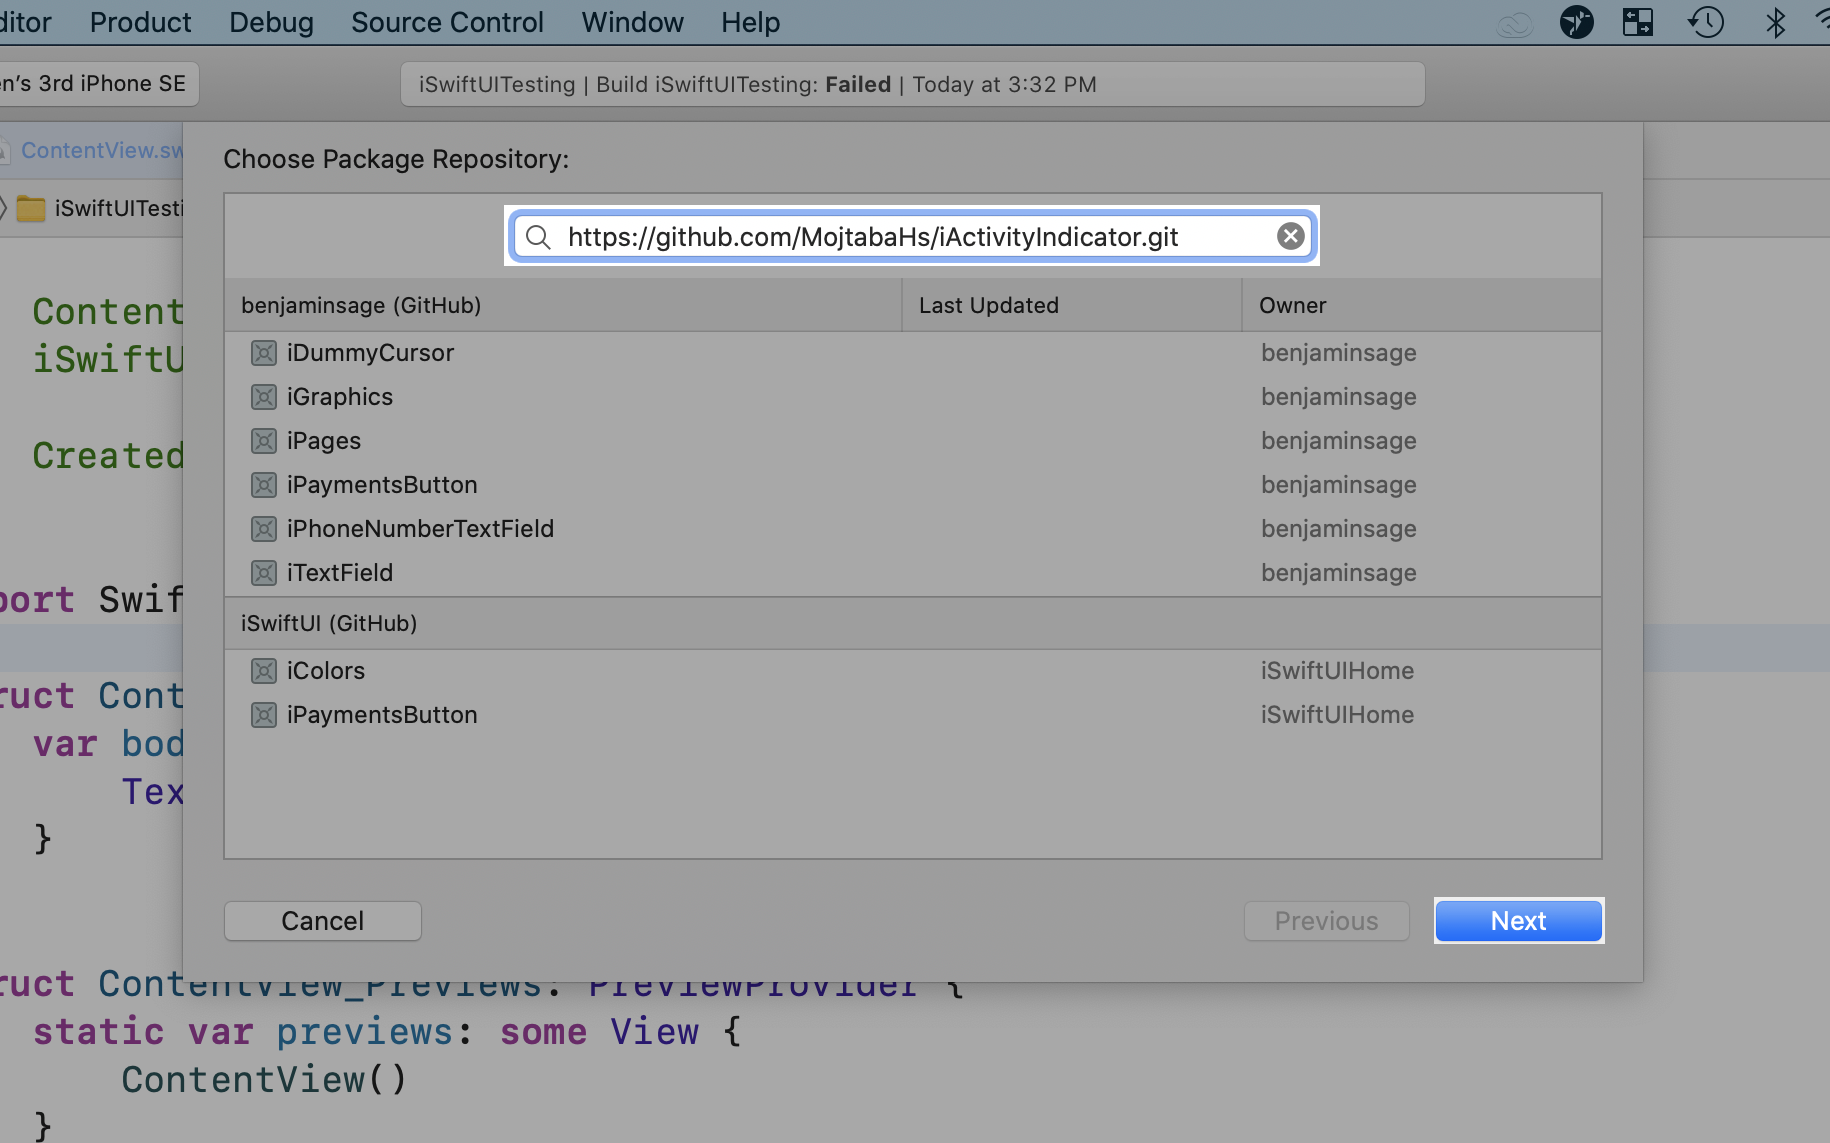 ditor Product Debug Source Control Window Help
en's 3rd iPhone SE iSwiftUITesting | Build iSwiftUITesting: Failed | Today at 3:32 PM
ContentView.sw
iSwiftUITesti
Choose Package Repository:
https://github.com/MojtabaHs/iActivityIndicator.git
benjaminsage (GitHub) Last Updated Owner
iDummyCursor benjaminsage
iGraphics benjaminsage
iPages benjaminsage
iPaymentsButton benjaminsage
iPhoneNumberTextField benjaminsage
iTextField benjaminsage
iSwiftUI (GitHub)
iColors iSwiftUIHome
iPaymentsButton iSwiftUIHome
Cancel Previous Next
Content
iSwiftU
Created
port Swif
ruct Cont
var bod
Tex
}
ruct ContentView_Previews: PreviewProvider {
static var previews: some View {
ContentView()
}